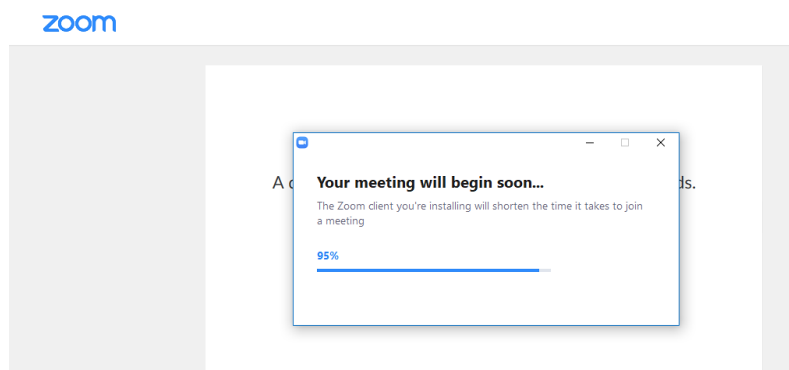 zoom
Your meeting will begin soon...
A ds.
The Zoom client you're installing will shorten the time it takes to join
a meeting
95%